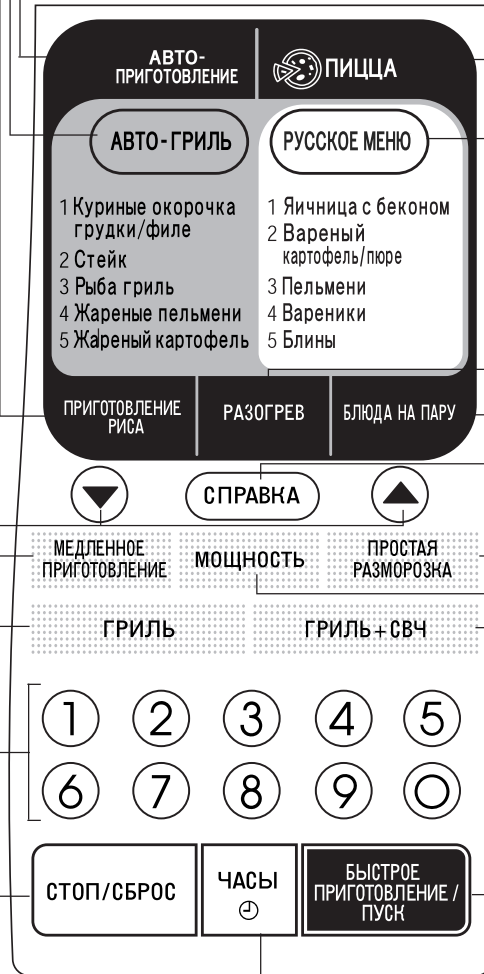 АВТО-
ПРИГОТОВЛЕНИЕ
ПИЦЦА
АВТО-ГРИЛЬ
РУССКОЕ МЕНЮ
1 Куриные окорочка
грудки/филе
2 Стейк
3 Рыба гриль
4 Жареные пельмени
5 Жареный картофель
1 Яичница с беконом
2 Вареный
картофель/пюре
3 Пельмени
4 Вареники
5 Блины
ПРИГОТОВЛЕНИЕ
РИСА
РАЗОГРЕВ
БЛЮДА НА ПАРУ
СПРАВКА
МЕДЛЕННОЕ
ПРИГОТОВЛЕНИЕ
МОЩНОСТЬ
ПРОСТАЯ
РАЗМОРОЗКА
ГРИЛЬ
ГРИЛЬ+СВЧ
1 2 3 4 5
6 7 8 9 0
СТОП/СБРОС
ЧАСЫ
БЫСТРОЕ
ПРИГОТОВЛЕНИЕ /
ПУСК